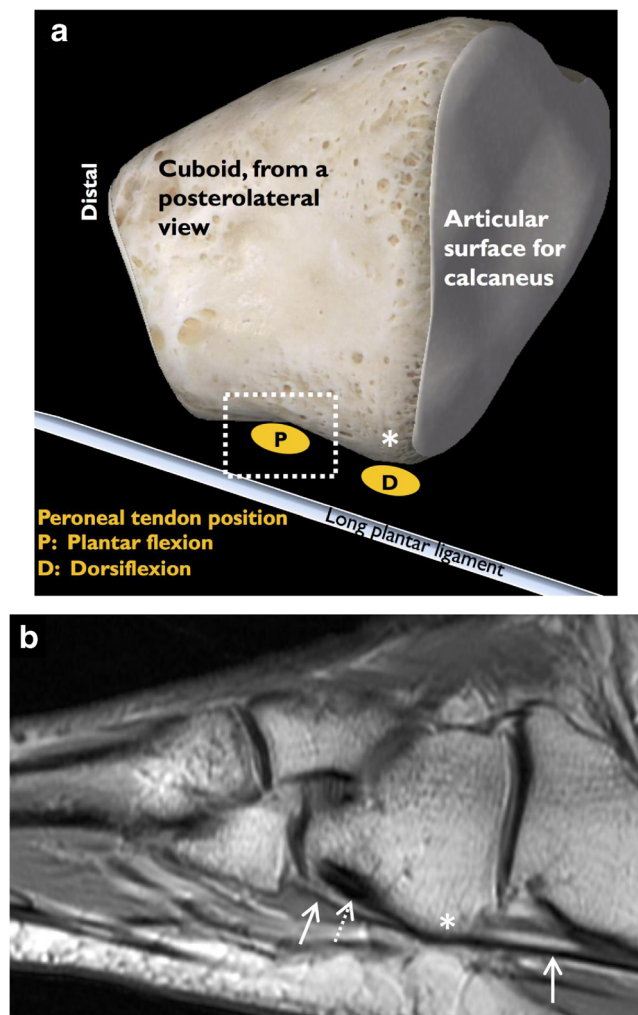 a
Distal
Cuboid, from a
posterolateral
view
Articular
surface for
calcaneus
P
*
D
Long plantar ligament
Peroneal tendon position
P: Plantar flexion
D: Dorsiflexion
b
*